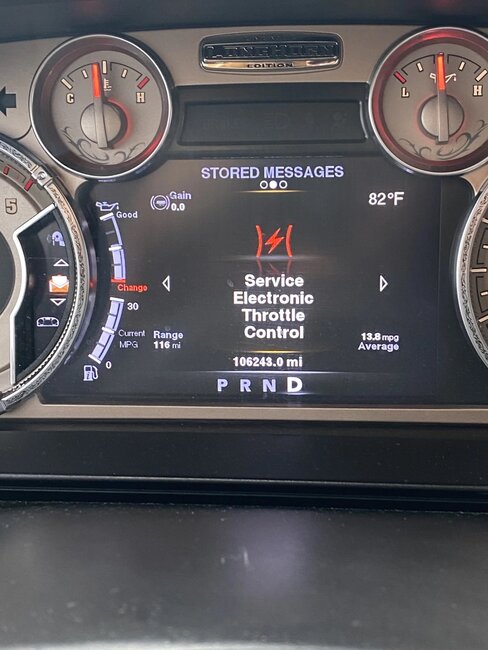 LONGHORN
EDITION
C H
L H
STORED MESSAGES
Gain
0.0
82°F
5
Good
Change
30
Current
MPG
0
Service
Electronic
Throttle
Control
Range
116 mi
13.8 mpg
Average
106243.0 mi
P R N D